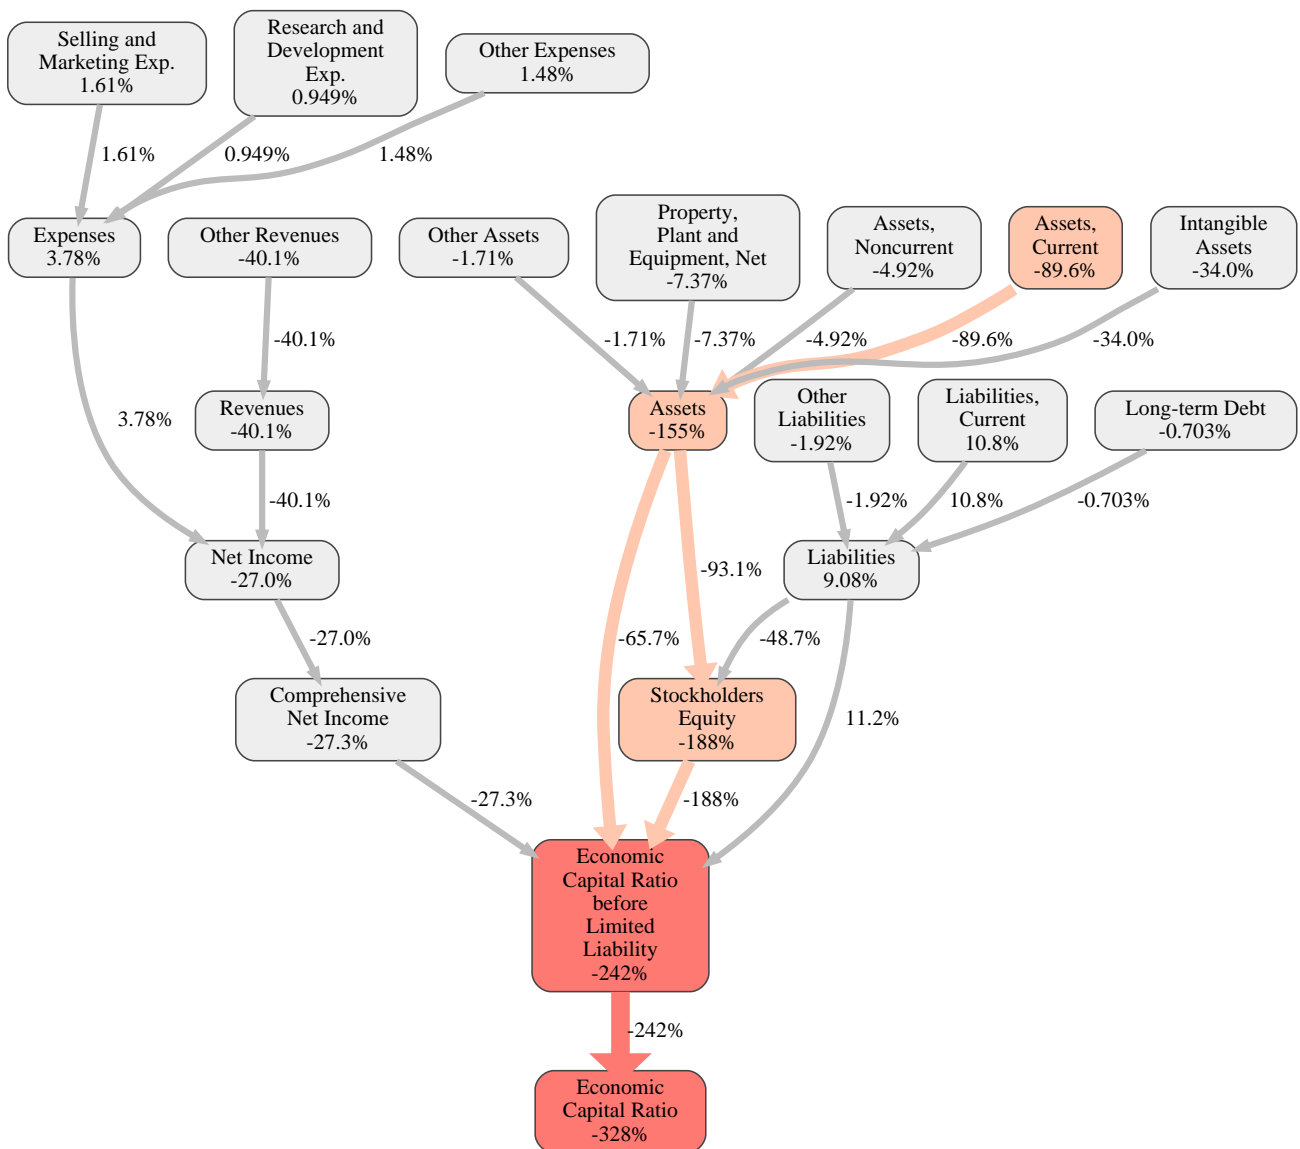 Selling and
Marketing Exp.
1.61%
Research and
Development
Exp.
0.949%
Other Expenses
1.48%
1.61%
0.949%
1.48%
Expenses
3.78%
Other Revenues
-40.1%
Other Assets
-1.71%
Property,
Plant and
Equipment, Net
-7.37%
Assets,
Noncurrent
-4.92%
Assets,
Current
-89.6%
Intangible
Assets
-34.0%
-40.1%
-1.71%
-7.37%
-4.92%
-89.6%
-34.0%
3.78%
Revenues
-40.1%
Assets
-155%
Other
Liabilities
-1.92%
Liabilities,
Current
10.8%
Long-term Debt
-0.703%
-40.1%
-1.92%
10.8%
-0.703%
Net Income
-27.0%
-93.1%
Liabilities
9.08%
-27.0%
-65.7%
-48.7%
Comprehensive
Net Income
-27.3%
Stockholders
Equity
-188%
11.2%
-27.3%
-188%
Economic
Capital Ratio
before
Limited
Liability
-242%
-242%
Economic
Capital Ratio
-328%